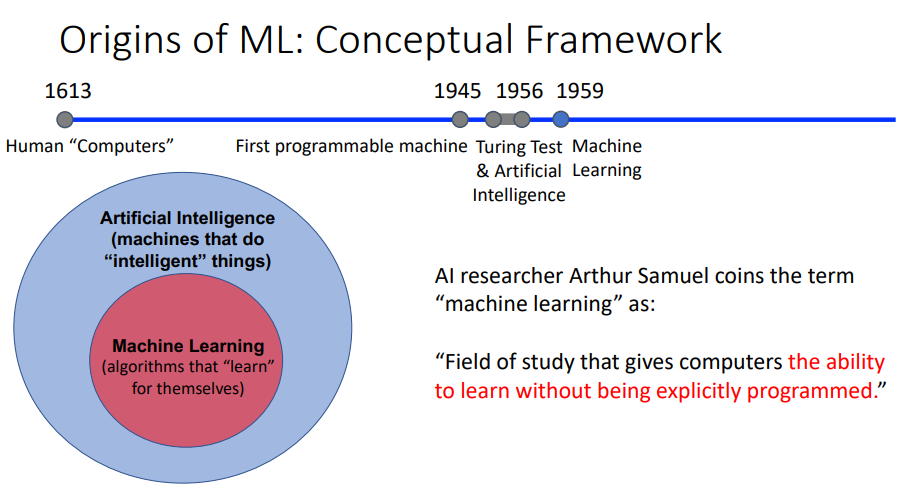 Origins of ML: Conceptual Framework
1613
1945
1956
1959
Human “Computers”
First programmable machine
Turing Test
& Artificial
Intelligence
Machine
Learning
Artificial Intelligence
(machines that do
“intelligent” things)
Machine Learning
(algorithms that “learn”
for themselves)
AI researcher Arthur Samuel coins the term
“machine learning” as:
“Field of study that gives computers the ability
to learn without being explicitly programmed.”